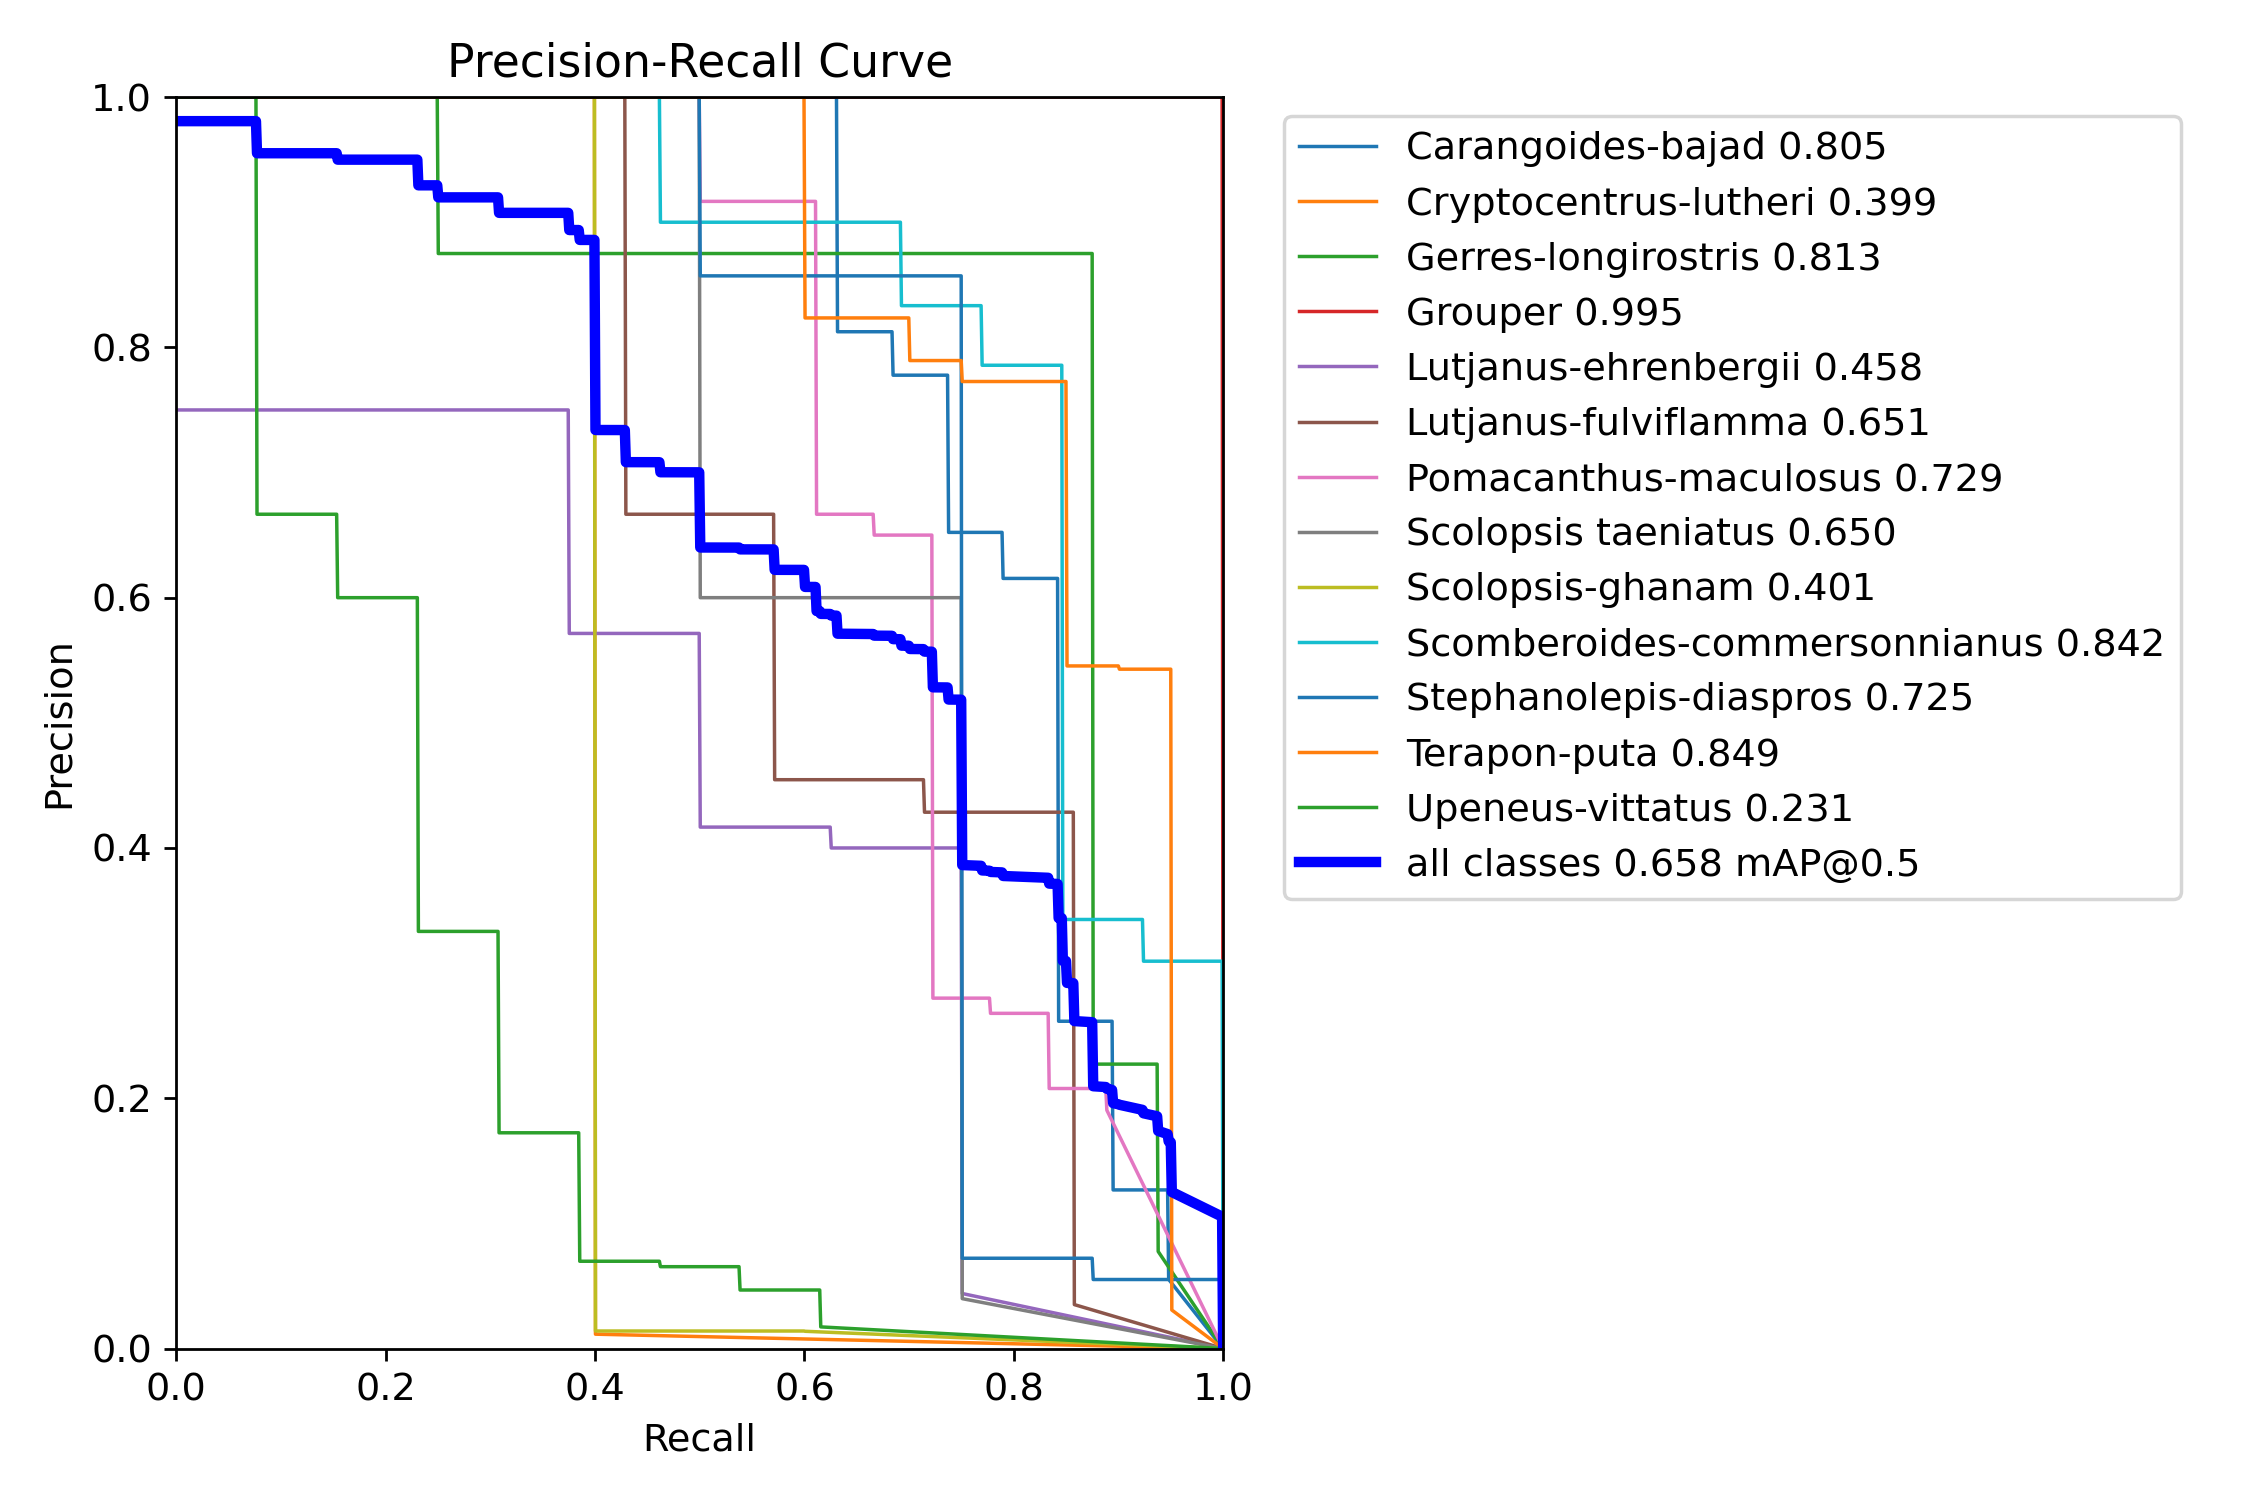 Precision-Recall Curve
1.0
0.8
0.6
0.4
0.2
0.0
Precision
0.0 0.2 0.4 0.6 0.8 1.0
Recall
Carangoides-bajad 0.805
Cryptocentrus-lutheri 0.399
Gerres-longirostris 0.813
Grouper 0.995
Lutjanus-ehrenbergii 0.458
Lutjanus-fulviflamma 0.651
Pomacanthus-maculosus 0.729
Scolopsis taeniatus 0.650
Scolopsis-ghanam 0.401
Scomberoides-commersonnianus 0.842
Stephanolepis-diaspros 0.725
Terapon-puta 0.849
Upeneus-vittatus 0.231
all classes 0.658 mAP@0.5